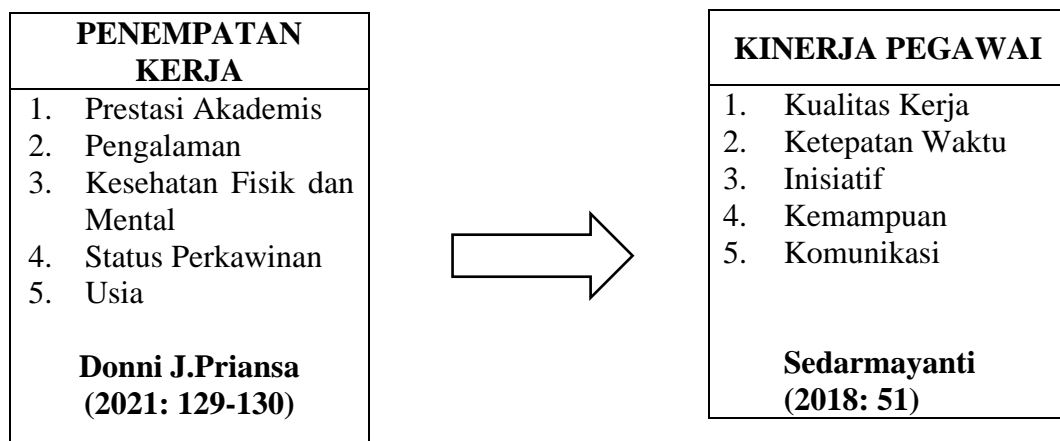 PENEMPATAN
KERJA
1. Prestasi Akademis
2. Pengalaman
3. Kesehatan Fisik dan
Mental
4. Status Perkawinan
5. Usia
Donni J.Priansa
(2021: 129-130)
KINERJA PEGAWAI
1. Kualitas Kerja
2. Ketepatan Waktu
3. Inisiatif
4. Kemampuan
5. Komunikasi
Sedarmayanti
(2018: 51)